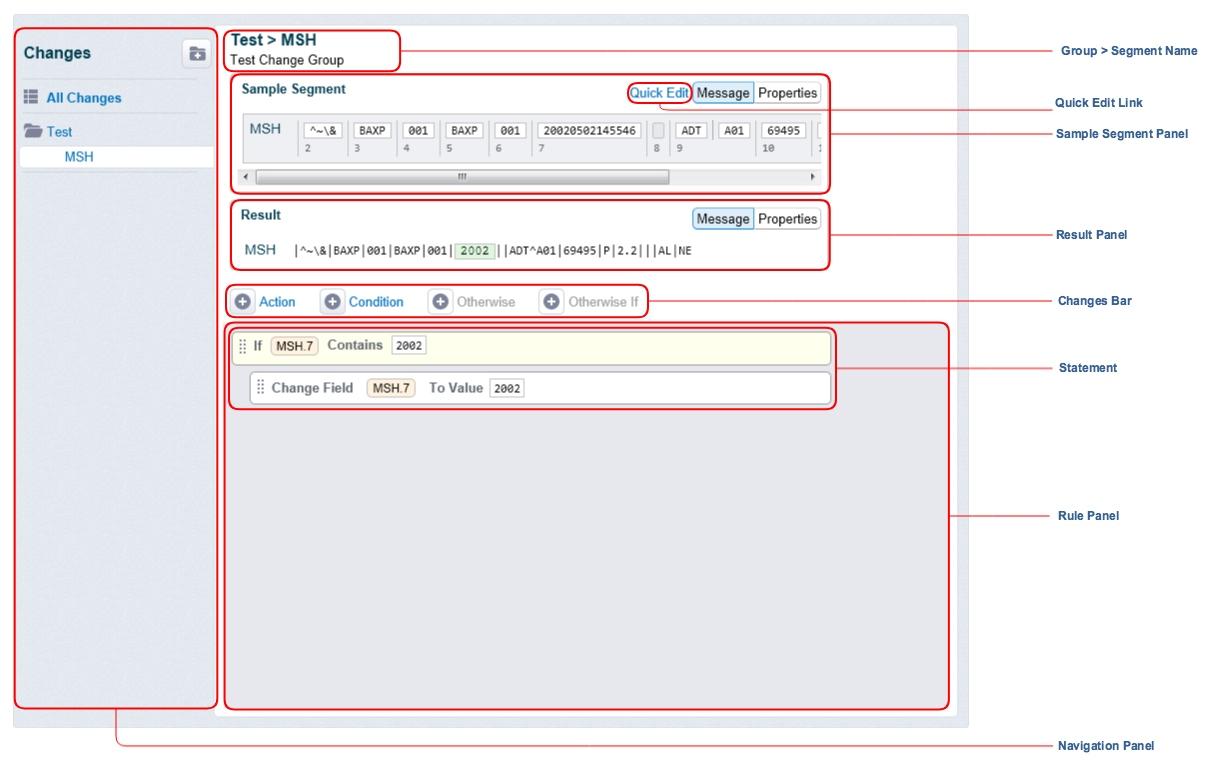 Changes
All Changes
Test
MSH
Test > MSH
Test Change Group
Group > Segment Name
Sample Segment
Quick Edit
Message
Properties
Quick Edit Link
Sample Segment Panel
MSH
^~\& BAXP 001 BAXP 001 20020502145546 ADT A01 69495
2 3 4 5 6 7 8 9 10
Result
Message
Properties
Result Panel
MSH |^~\&|BAXP|001|BAXP|001|2002||ADT^A01|69495|P|2.2|||AL|NE
Action
Condition
Otherwise
Otherwise If
Changes Bar
If MSH.7 Contains 2002
Statement
Change Field MSH.7 To Value 2002
Rule Panel
Navigation Panel